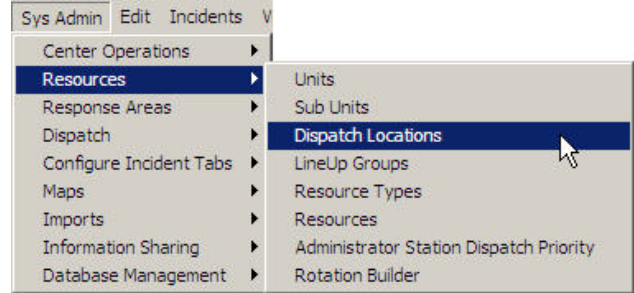 Sys Admin Edit Incidents
Center Operations
Resources
Response Areas
Dispatch
Configure Incident Tabs
Maps
Imports
Information Sharing
Database Management
Units
Sub Units
Dispatch Locations
LineUp Groups
Resource Types
Resources
Administrator Station Dispatch Priority
Rotation Builder